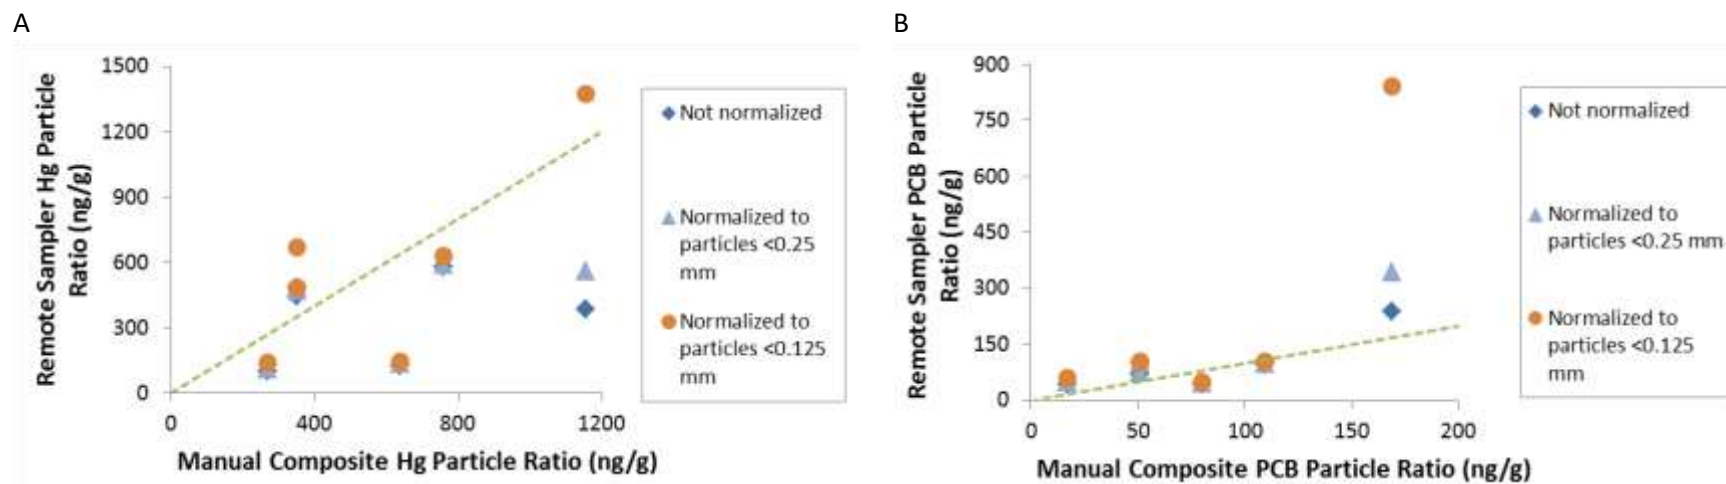 A
Remote Sampler Hg Particle
Ratio (ng/g)
1500
1200
900
600
300
0
0
400
800
1200
Manual Composite Hg Particle Ratio (ng/g)
Not normalized
Normalized to
particles <0.25
mm
Normalized to
particles <0.125
mm
B
Remote Sampler PCB Particle
Ratio (ng/g)
900
750
600
450
300
150
0
0
50
100
150
200
Manual Composite PCB Particle Ratio (ng/g)
Not normalized
Normalized to
particles <0.25 mm
Normalized to
particles <0.125
mm